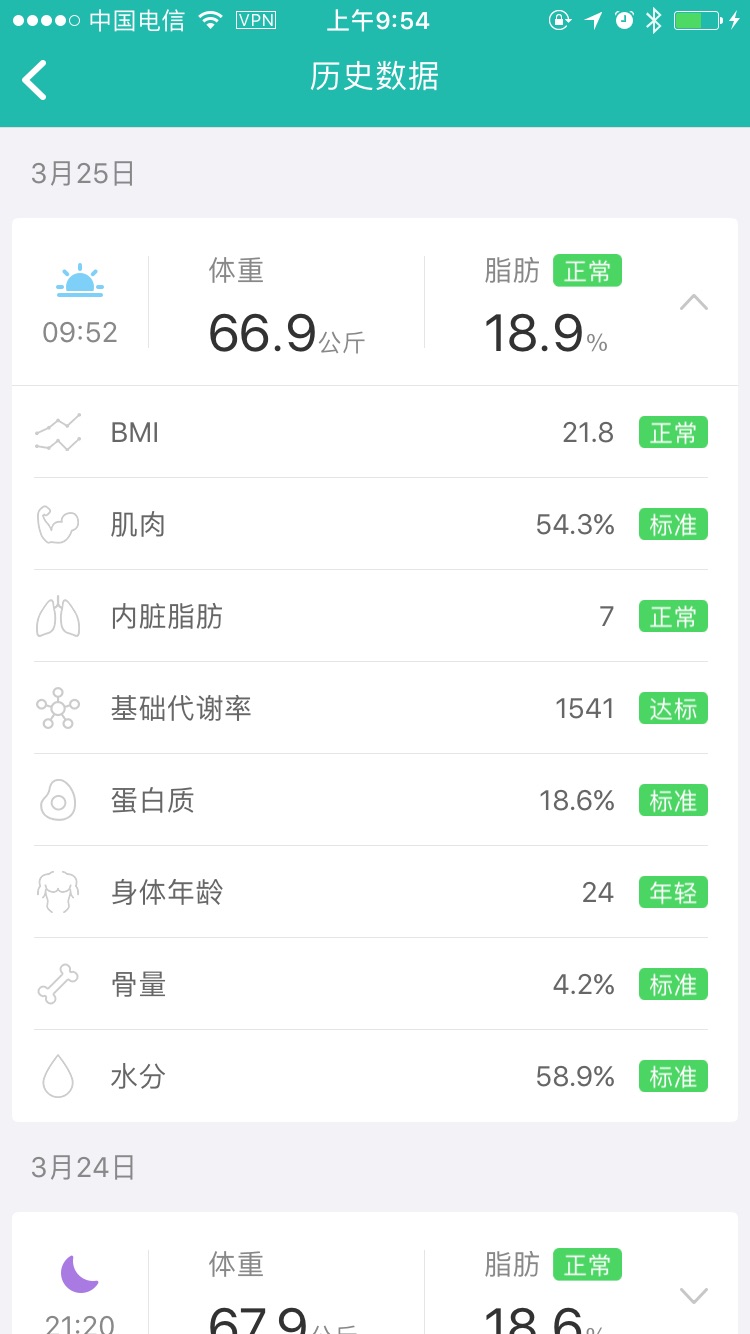 中国电信 VPN 上午9:54
历史数据
3月25日
体重 脂肪 正常
09:52 66.9公斤 18.9%
BMI 21.8 正常
肌肉 54.3% 标准
内脏脂肪 7 正常
基础代谢率 1541 达标
蛋白质 18.6% 标准
身体年龄 24 年轻
骨量 4.2% 标准
水分 58.9% 标准
3月24日
体重 脂肪 正常
21:20 67.9公斤 18.6%